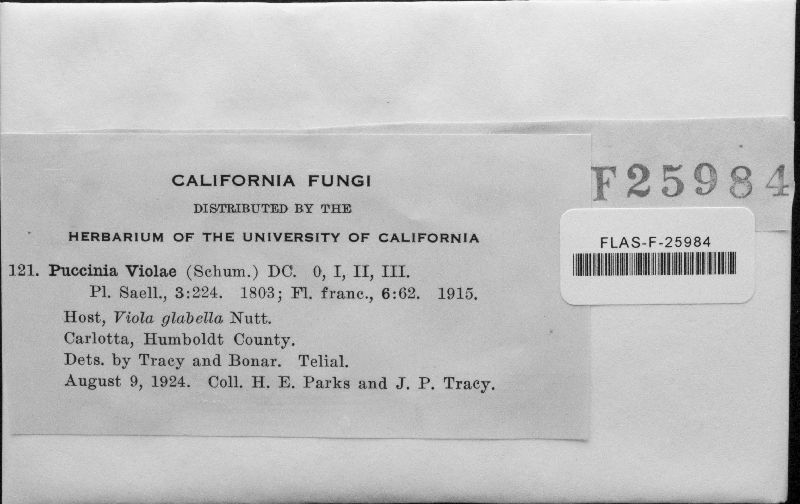 CALIFORNIA FUNGI
DISTRIBUTED BY THE
HERBARIUM OF THE UNIVERSITY OF CALIFORNIA
121. Puccinia Violae (Schum.) DC. 0, I, II, III.
Pl. Saell., 3:224. 1803; Fl. franc., 6:62. 1915.
Host, Viola glabella Nutt.
Carlotta, Humboldt County.
Dets. by Tracy and Bonar. Telial.
August 9, 1924. Coll. H. E. Parks and J. P. Tracy.
F25984
FLAS-F-25984